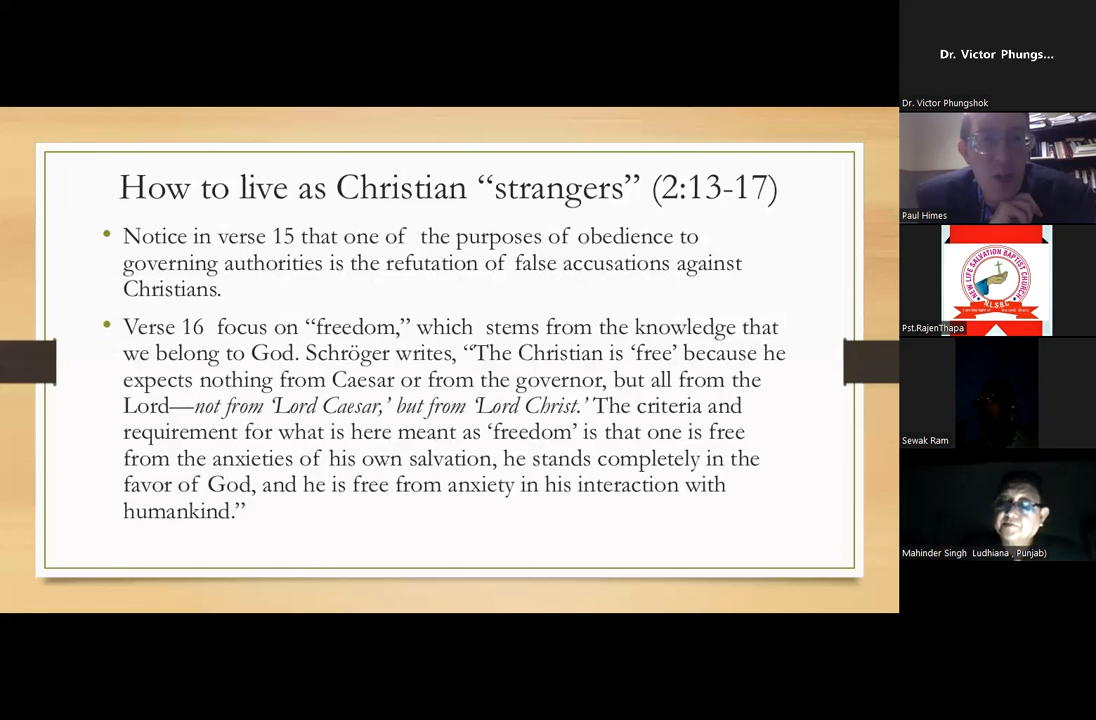 How to live as Christian “strangers” (2:13-17)
• Notice in verse 15 that one of the purposes of obedience to
governing authorities is the refutation of false accusations against
Christians.
• Verse 16 focus on “freedom,” which stems from the knowledge that
we belong to God. Schröger writes, “The Christian is ‘free’ because he
expects nothing from Caesar or from the governor, but all from the
Lord—not from ‘Lord Caesar,’ but from ‘Lord Christ.’ The criteria and
requirement for what is here meant as ‘freedom’ is that one is free
from the anxieties of his own salvation, he stands completely in the
favor of God, and he is free from anxiety in his interaction with
humankind.”
Dr. Victor Phungs...
Dr. Victor Phungshok
Paul Himes
NEW LIFE SALVATION BAPTIST CHURCH
N.L.S.B.C
Pst.RajenThapa
Sewak Ram
Mahinder Singh Ludhiana , Punjab)